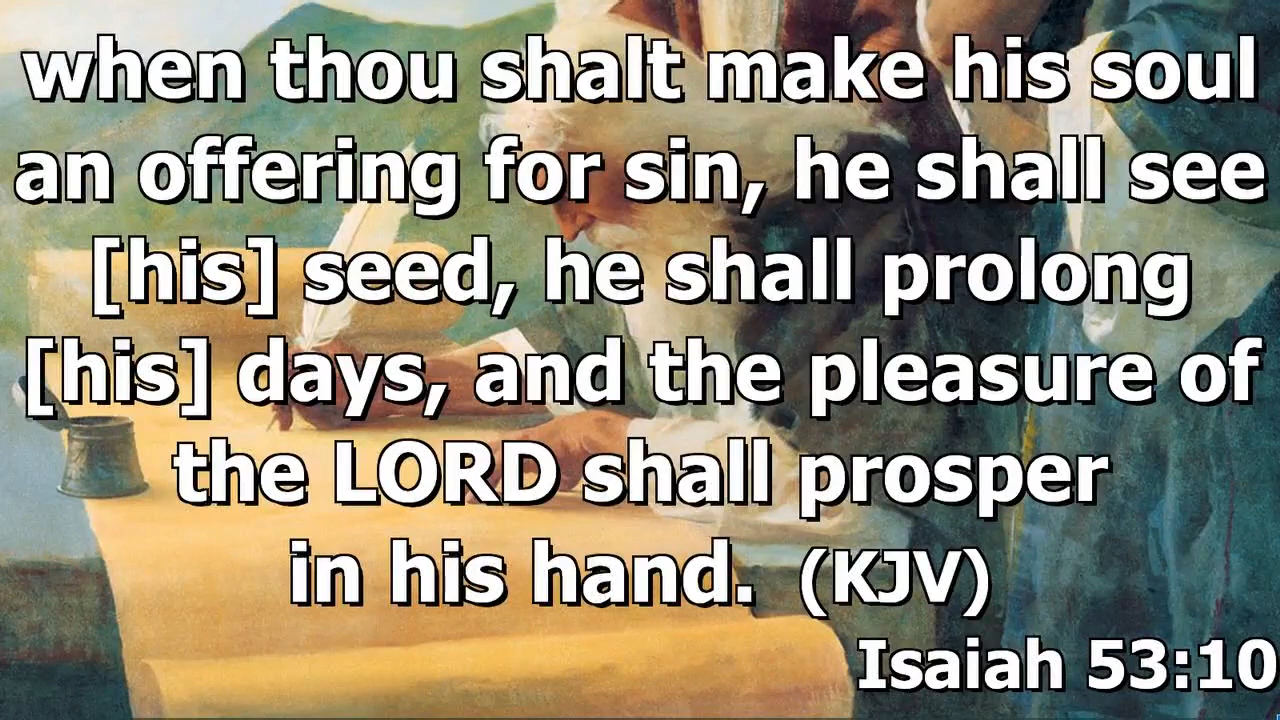 when thou shalt make his soul
an offering for sin, he shall see
[his] seed, he shall prolong
[his] days, and the pleasure of
the LORD shall prosper
in his hand. (KJV)
Isaiah 53:10